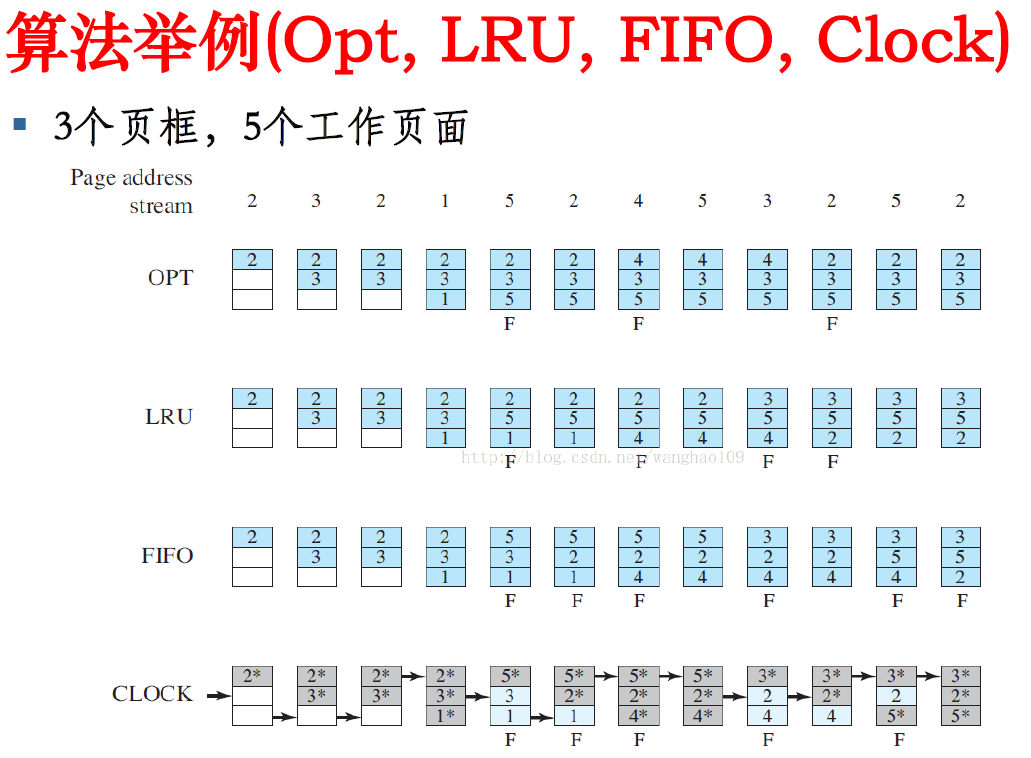 算法举例(Opt, LRU, FIFO, Clock)
3个页框，5个工作页面
Page address
stream 2 3 2 1 5 2 4 5 3 2 5 2
2 2 2 2 2 2 4 4 4 2 2 2
OPT 3 3 3 3 3 3 3 3 3 3 3
1 5 5 5 5 5 5 5 5
F F F
2 2 2 2 2 2 2 2 3 3 3 3
LRU 3 3 3 5 5 5 5 5 5 5 5
1 1 1 4 4 4 2 2 2
http://blog.csdn.net/wanghao109
F F F F
2 2 2 2 5 5 5 5 3 3 3 3
FIFO 3 3 3 3 2 2 2 2 2 5 5
1 1 1 4 4 4 4 4 2
F F F F F F
2* 2* 2* 2* 5* 5* 5* 5* 3* 3* 3* 3*
CLOCK 3* 3* 3* 3 2* 2* 2* 2 2* 2 2*
1* 1 1 4* 4* 4 4 5* 5*
F F F F F